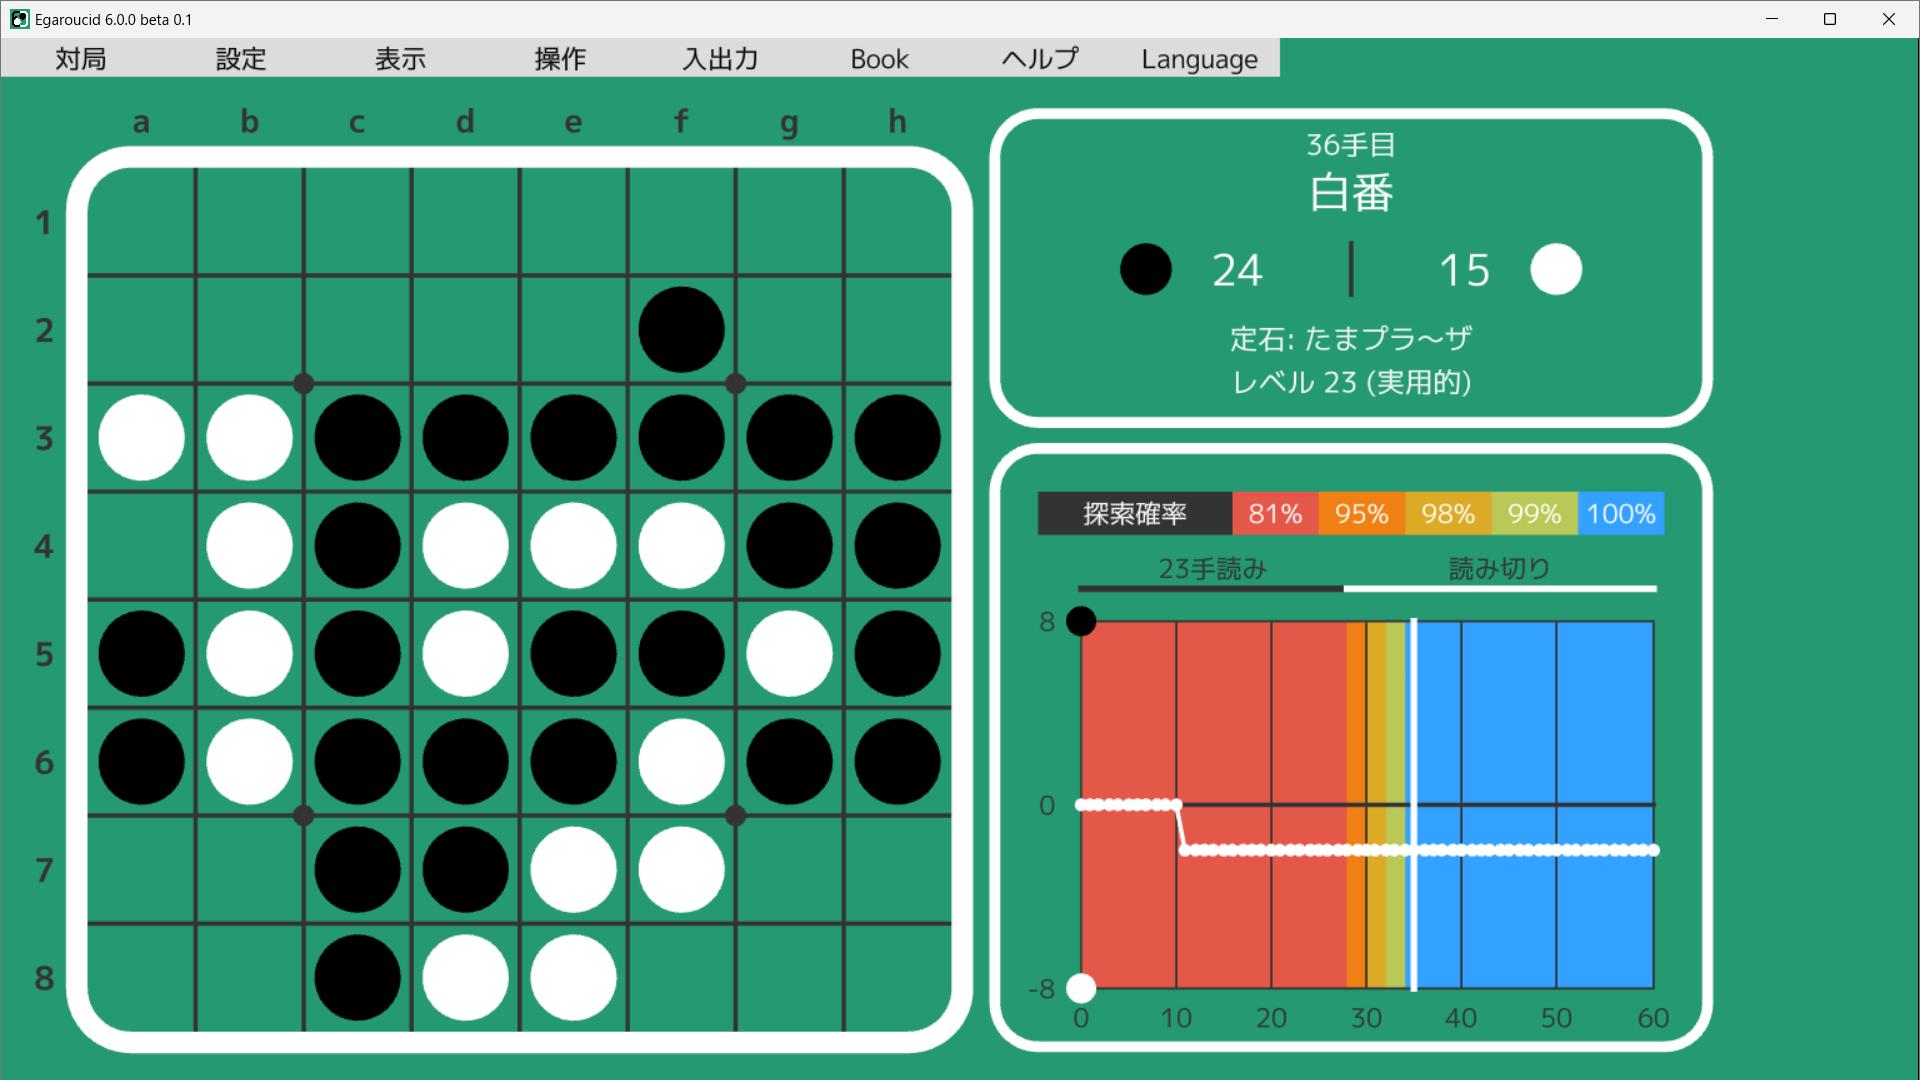 Egaroucid 6.0.0 beta 0.1
対局 設定 表示 操作 入出力 Book ヘルプ Language
a b c d e f g h
1
2
3
4
5
6
7
8
36手目
白番
24 15
定石: たまプラ～ザ
レベル 23 (実用的)
探索確率 81% 95% 98% 99% 100%
23手読み 読み切り
8
0
-8
0 10 20 30 40 50 60